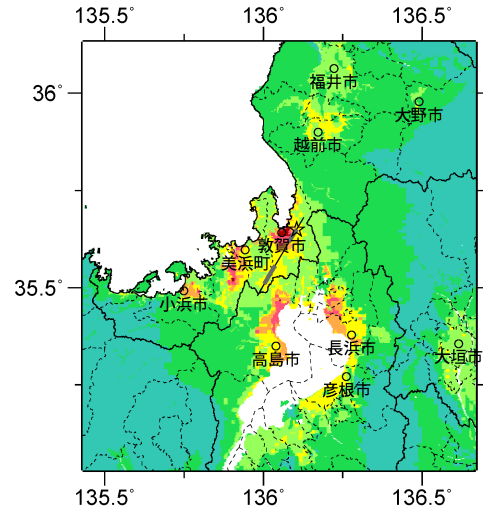 135.5° 136° 136.5°
36°
福井市
大野市
越前市
敦賀市
美浜町
35.5°
小浜市
長浜市
高島市
大垣市
彦根市
135.5° 136° 136.5°